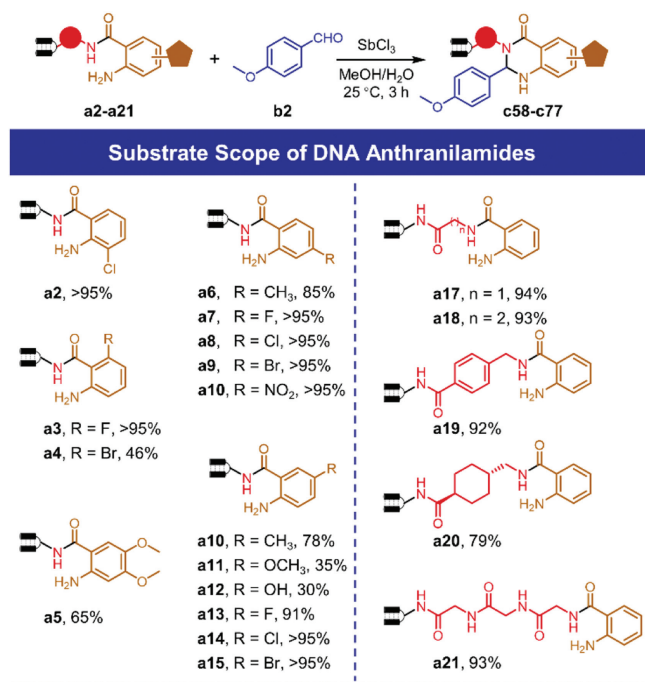 a2-a21
+
b2
SbCl3
MeOH/H2O
25 °C, 3 h
c58-c77
Substrate Scope of DNA Anthranilamides
a2, >95%
a3, R = F, >95%
a4, R = Br, 46%
a5, 65%
a6, R = CH3, 85%
a7, R = F, >95%
a8, R = Cl, >95%
a9, R = Br, >95%
a10, R = NO2, >95%
a10, R = CH3, 78%
a11, R = OCH3, 35%
a12, R = OH, 30%
a13, R = F, 91%
a14, R = Cl, >95%
a15, R = Br, >95%
a17, n = 1, 94%
a18, n = 2, 93%
a19, 92%
a20, 79%
a21, 93%